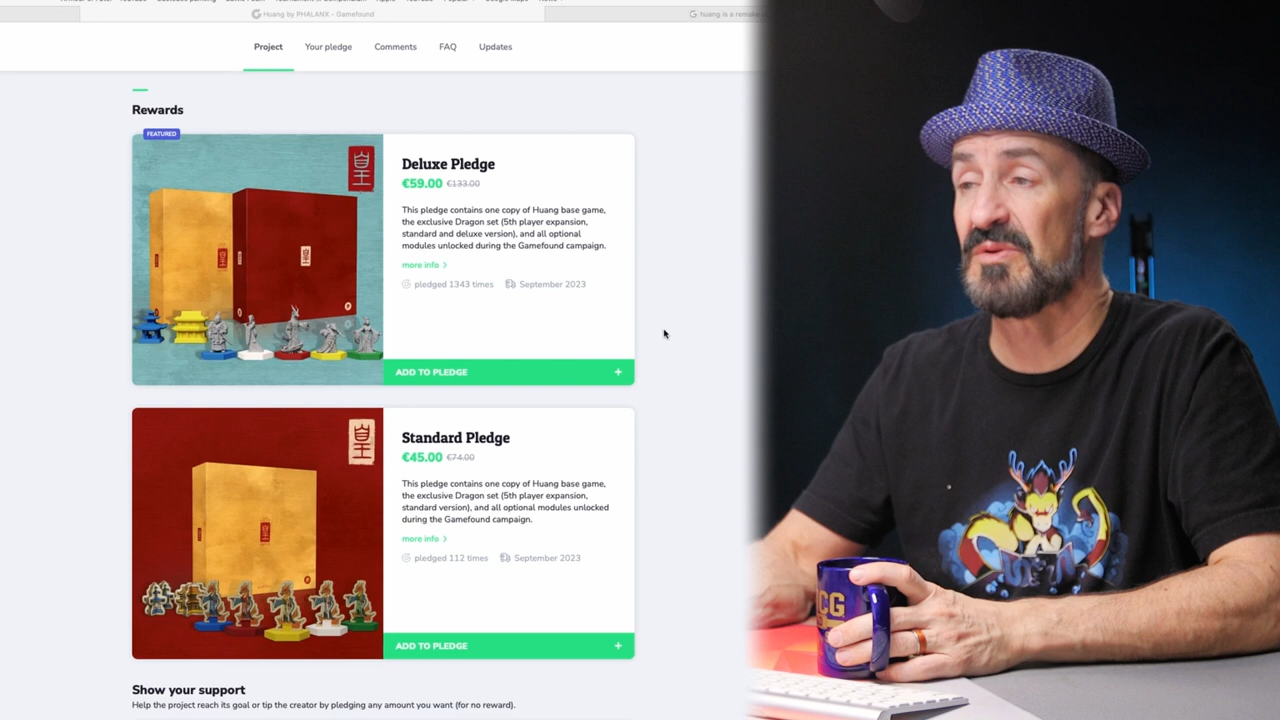 Huang by PHALANX - Gamefound
huang is a remake
Project
Your pledge
Comments
FAQ
Updates
Rewards
FEATURED
Deluxe Pledge
€59.00 €133.00
This pledge contains one copy of Huang base game,
the exclusive Dragon set (5th player expansion,
standard and deluxe version), and all optional
modules unlocked during the Gamefound campaign.
more info >
pledged 1343 times
September 2023
ADD TO PLEDGE +
Standard Pledge
€45.00 €74.00
This pledge contains one copy of Huang base game,
the exclusive Dragon set (5th player expansion,
standard version), and all optional modules unlocked
during the Gamefound campaign.
more info >
pledged 112 times
September 2023
ADD TO PLEDGE +
Show your support
Help the project reach its goal or tip the creator by pledging any amount you want (for no reward).
CG